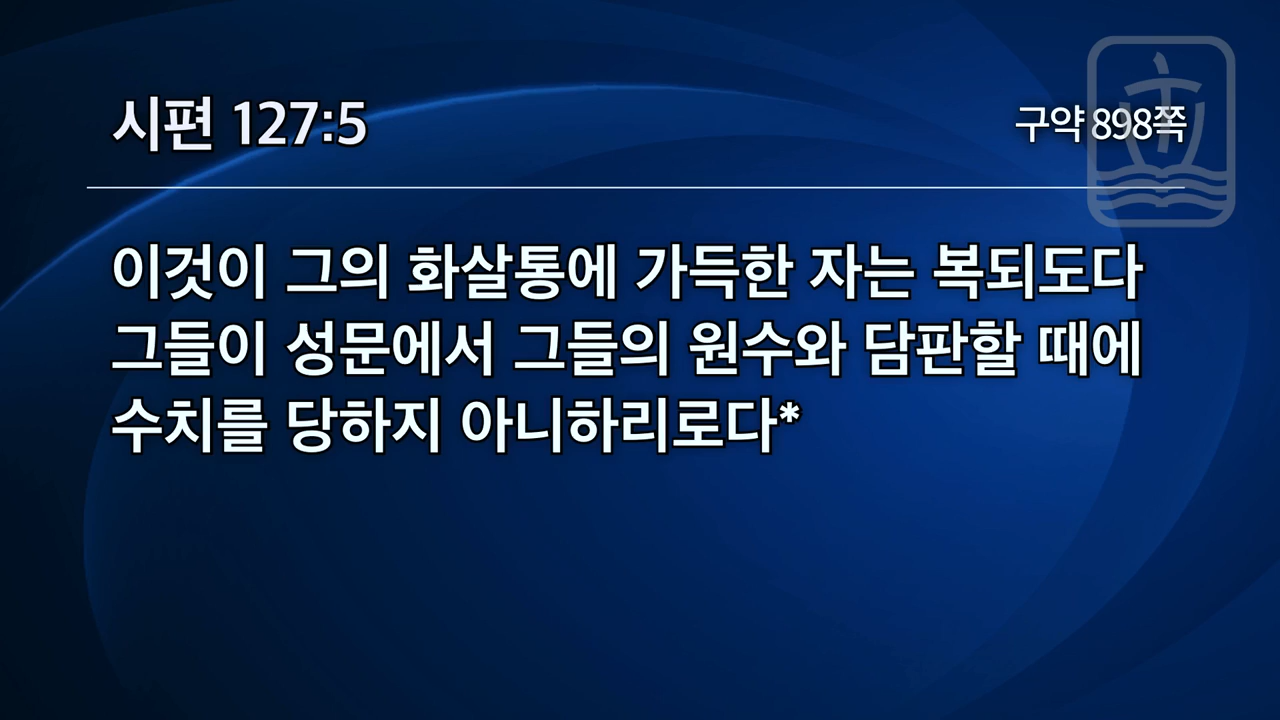 시편 127:5
구약 898쪽
이것이 그의 화살통에 가득한 자는 복되도다
그들이 성문에서 그들의 원수와 담판할 때에
수치를 당하지 아니하리로다*